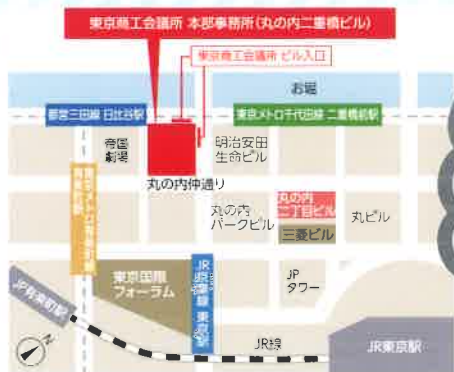 東京商工会議所 本部事務所(丸の内二重橋ビル)
東京商工会議所 ビル入口
お堀
都営三田線 日比谷駅
東京メトロ千代田線 二重橋前駅
帝国
劇場
明治安田
生命ビル
丸の内仲通り
丸の内
パークビル
丸の内
二丁目ビル
三菱ビル
丸ビル
東京国際
フォーラム
JR京葉線 東京駅
JP
タワー
JR有楽町駅
JR線
JR東京駅
N